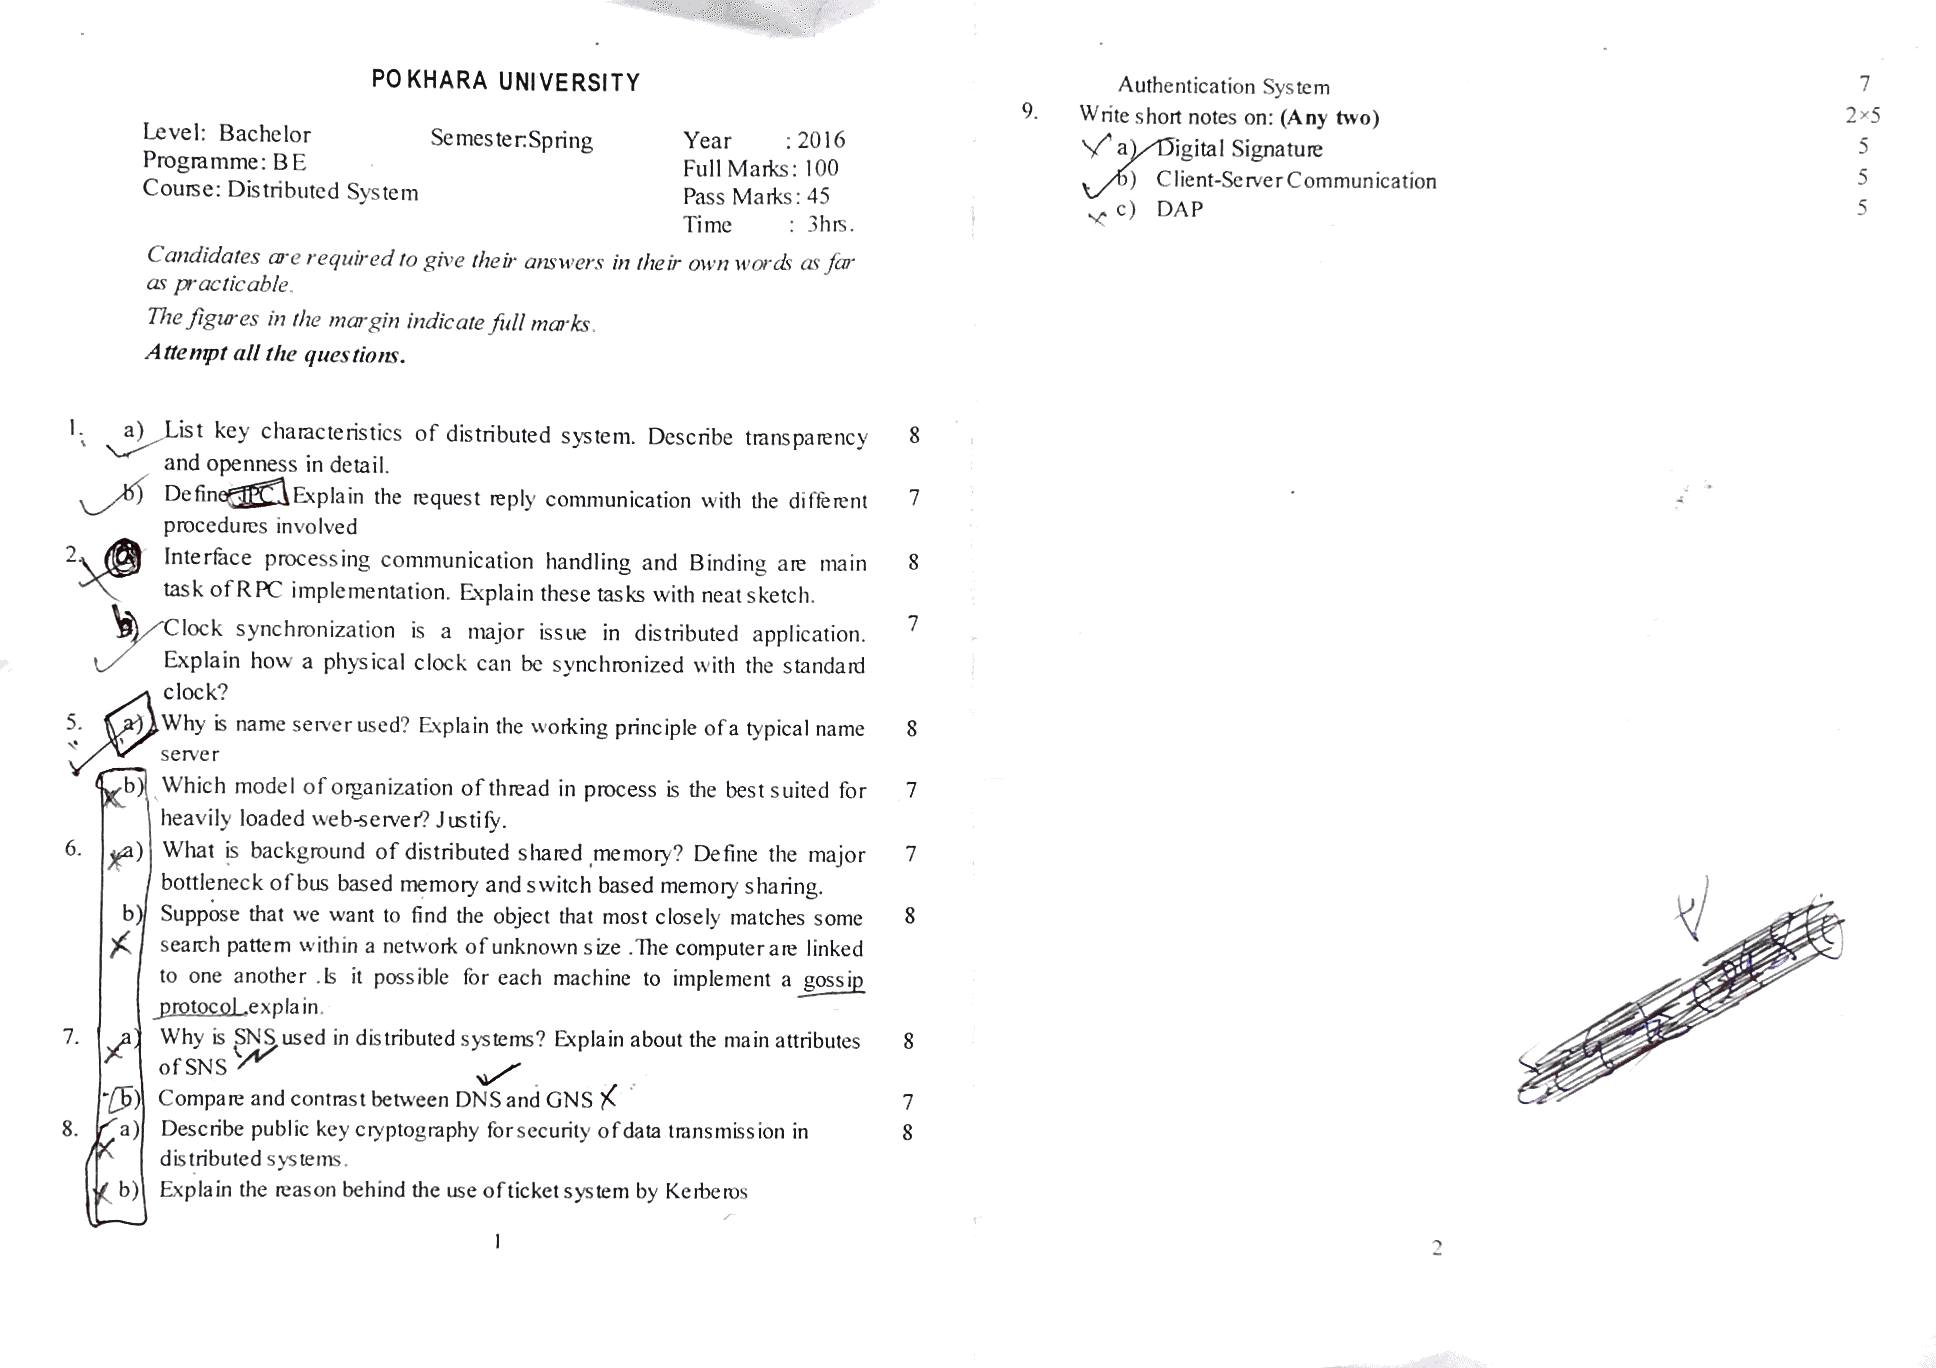 POKHARA UNIVERSITY
Level: Bachelor Semester:Spring Year : 2016
Programme: BE Full Marks: 100
Course: Distributed System Pass Marks: 45
Time : 3hrs.
Candidates are required to give their answers in their own words as far
as practicable.
The figures in the margin indicate full marks.
Attempt all the questions.
1. a) List key characteristics of distributed system. Describe transparency 8
and openness in detail.
b) Define IPC. Explain the request reply communication with the different 7
procedures involved
2. a) Interface processing communication handling and Binding are main 8
task of RPC implementation. Explain these tasks with neat sketch.
b) Clock synchronization is a major issue in distributed application. 7
Explain how a physical clock can be synchronized with the standard
clock?
5. a) Why is name server used? Explain the working principle of a typical name 8
server
b) Which model of organization of thread in process is the best suited for 7
heavily loaded web-server? Justify.
6. a) What is background of distributed shared memory? Define the major 7
bottleneck of bus based memory and switch based memory sharing.
b) Suppose that we want to find the object that most closely matches some 8
search pattern within a network of unknown size .The computer are linked
to one another .Is it possible for each machine to implement a gossip
protocol.explain.
7. a) Why is SNS used in distributed systems? Explain about the main attributes 8
of SNS
b) Compare and contrast between DNS and GNS 7
8. a) Describe public key cryptography for security of data transmission in 8
distributed systems.
b) Explain the reason behind the use of ticket system by Kerberos
1
Authentication System 7
9. Write short notes on: (Any two) 2×5
a) Digital Signature 5
b) Client-Server Communication 5
c) DAP 5
2